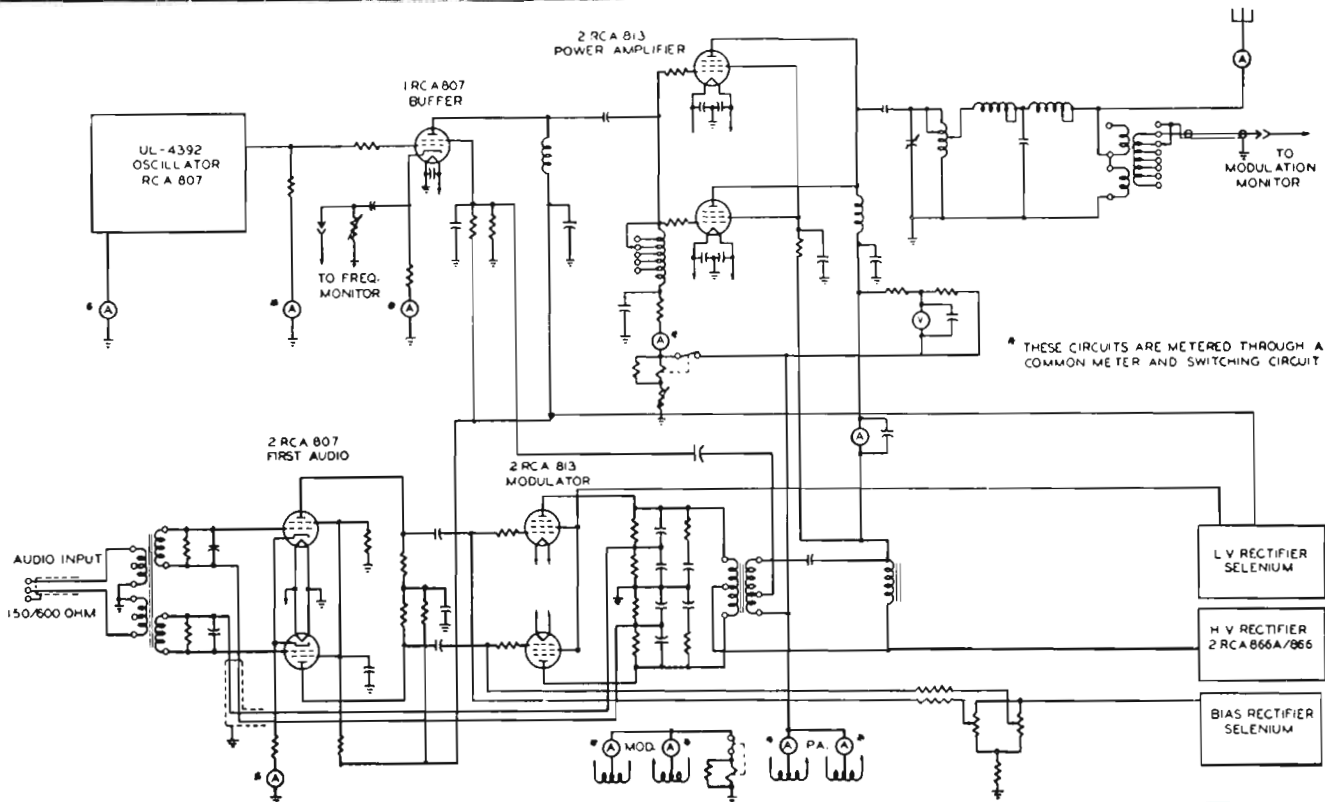 2 RCA 813
POWER AMPLIFIER
A
1 RCA 807
BUFFER
UL-4392
OSCILLATOR
RCA 807
TO
MODULATION
MONITOR
TO FREQ.
MONITOR
A
* A
* A
A *
V
* THESE CIRCUITS ARE METERED THROUGH A
COMMON METER AND SWITCHING CIRCUIT
A
2 RCA 807
FIRST AUDIO
2 RCA 813
MODULATOR
AUDIO INPUT
150/600 OHM
L V RECTIFIER
SELENIUM
H V RECTIFIER
2 RCA 866A/866
BIAS RECTIFIER
SELENIUM
* A MOD. A *
* A P.A. A *
* A